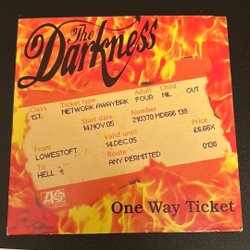 The
Darkness
Class Ticket type Adult Child
1ST NETWORK AWAYBRK FOUR NIL OUT
Start date Number
14.NOV.05 210370 MD666 138
From Valid until Price
LOWESTOFT 14.DEC.05 £6.66X
To Route
HELL ANY PERMITTED 0138
One Way Ticket